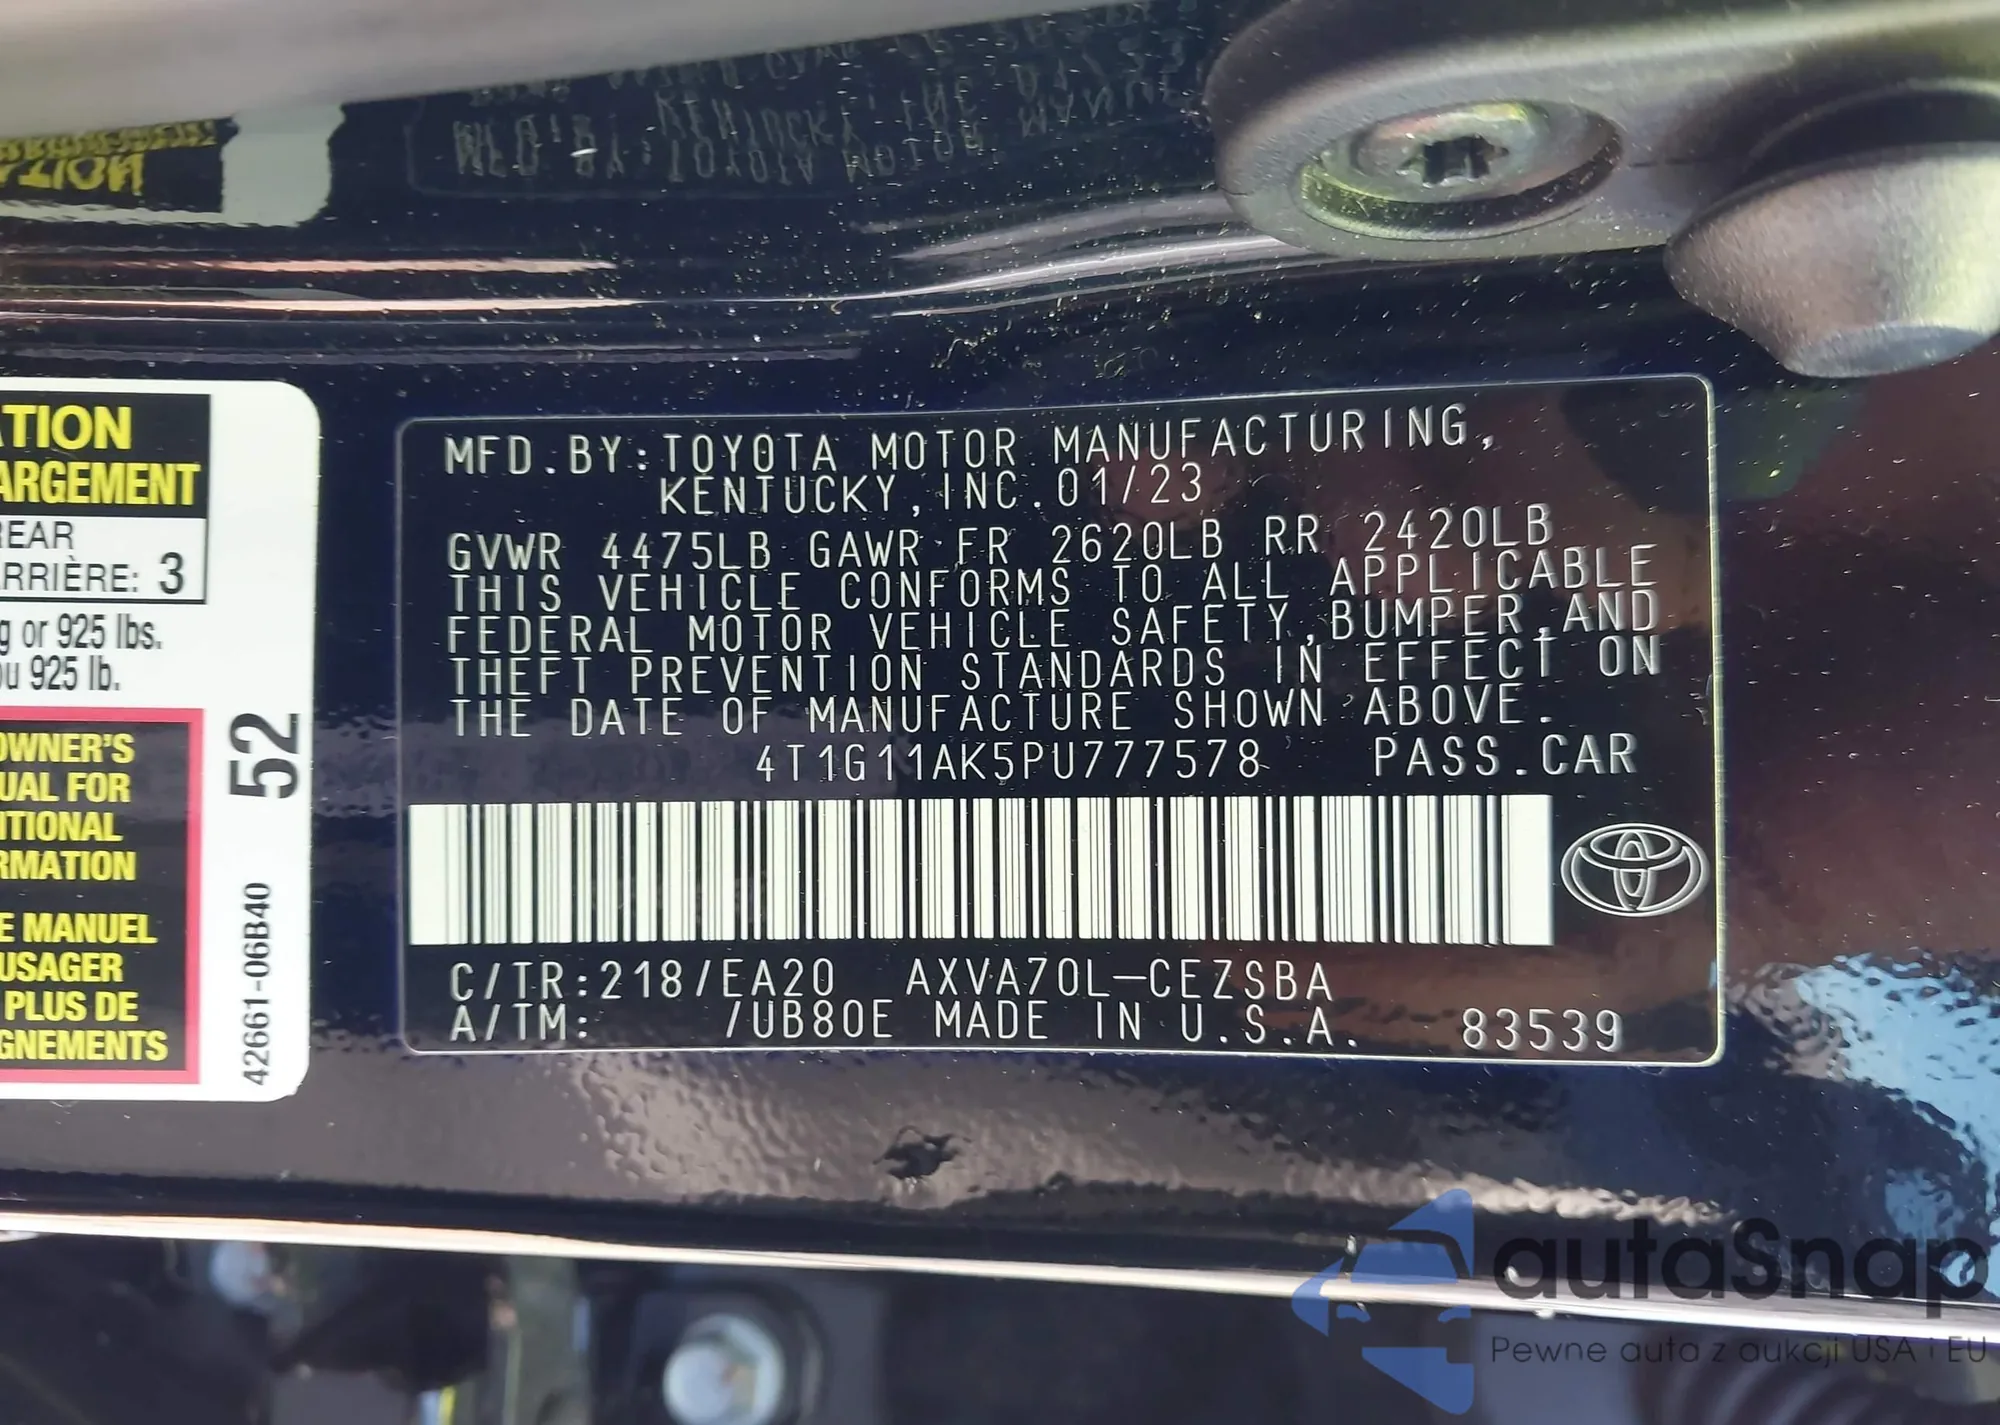 MFD.BY:TOYOTA MOTOR MANUFACTURING,
KENTUCKY,INC.01/23
GVWR 4475LB GAWR FR 2620LB RR 2420LB
THIS VEHICLE CONFORMS TO ALL APPLICABLE
FEDERAL MOTOR VEHICLE SAFETY,BUMPER,AND
THEFT PREVENTION STANDARDS IN EFFECT ON
THE DATE OF MANUFACTURE SHOWN ABOVE.
4T1G11AK5PU777578 PASS.CAR
C/TR:218/EA20 AXVA70L-CEZSBA
A/TM: /UB80E MADE IN U.S.A. 83539
ATION
ARGEMENT
REAR
ARRIÈRE: 3
g or 925 lbs.
ou 925 lb.
OWNER'S
UAL FOR
ITIONAL
RMATION
E MANUEL
USAGER
PLUS DE
GNEMENTS
52
42661-06B40
autaSnap
Pewne auta z aukcji USA i EU